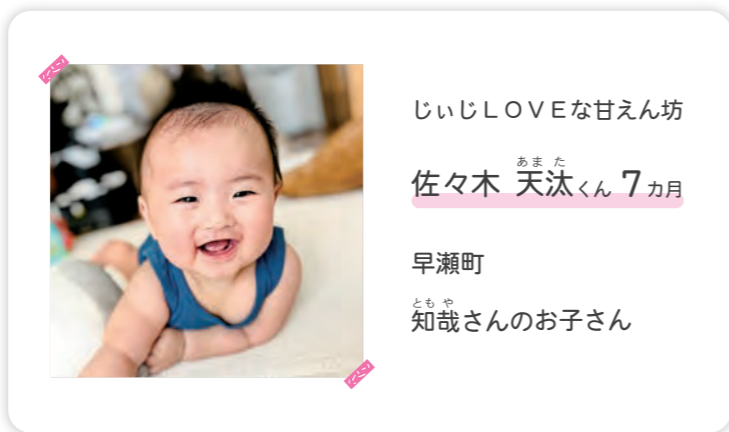 じぃじＬＯＶＥな甘えん坊
あまた
佐々木 天汰くん 7カ月
早瀬町
ともや
知哉さんのお子さん